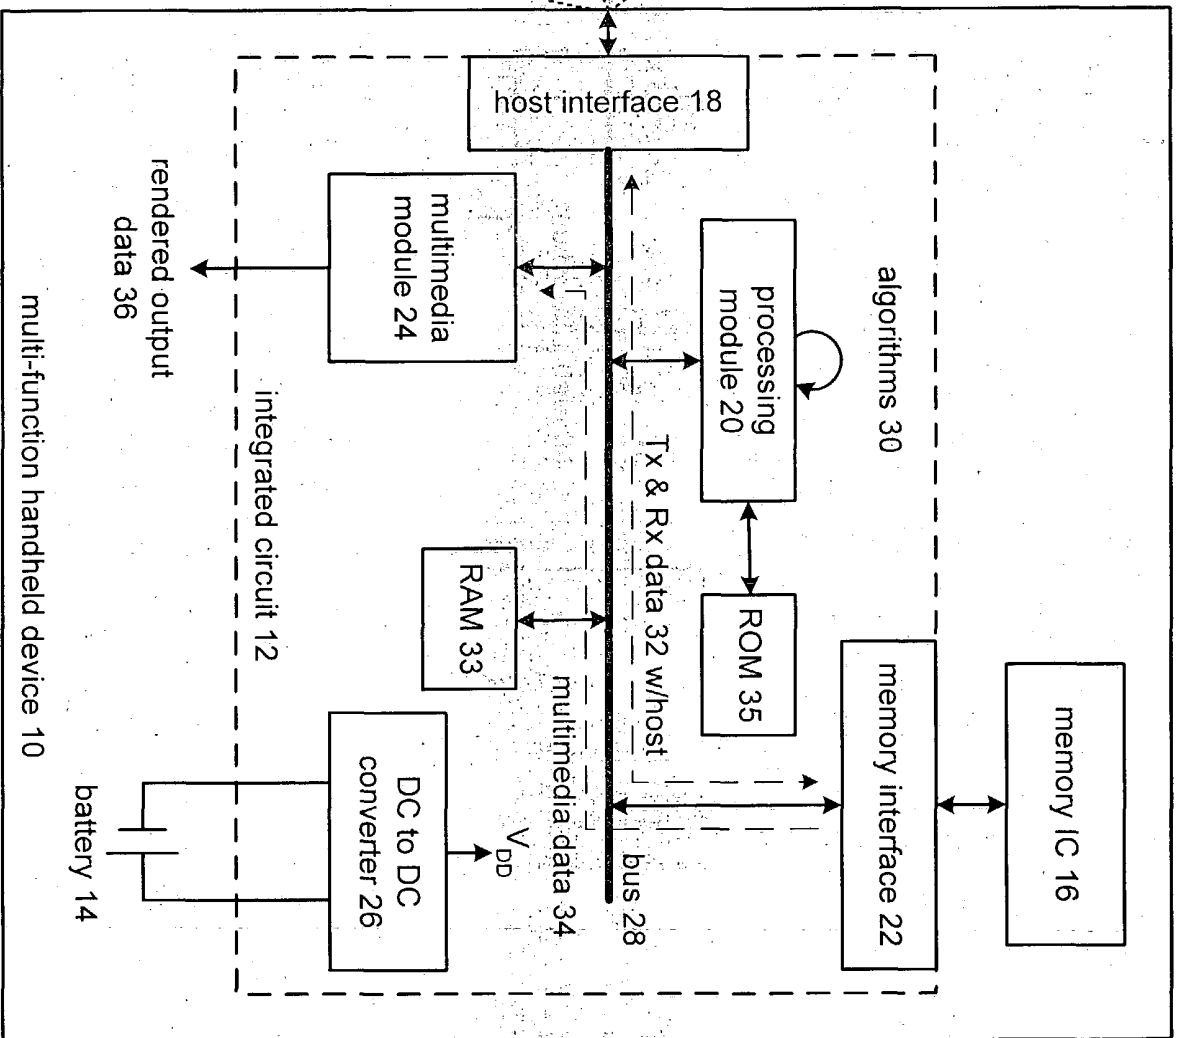 host interface 18
rendered output
data 36
multimedia
module 24
processing
module 20
algorithms 30
Tx & Rx data 32 w/host
integrated circuit 12
multi-function handheld device 10
RAM 33
ROM 35
multimedia data 34
memory interface 22
memory IC 16
DC to DC
converter 26
VDD
bus 28
battery 14